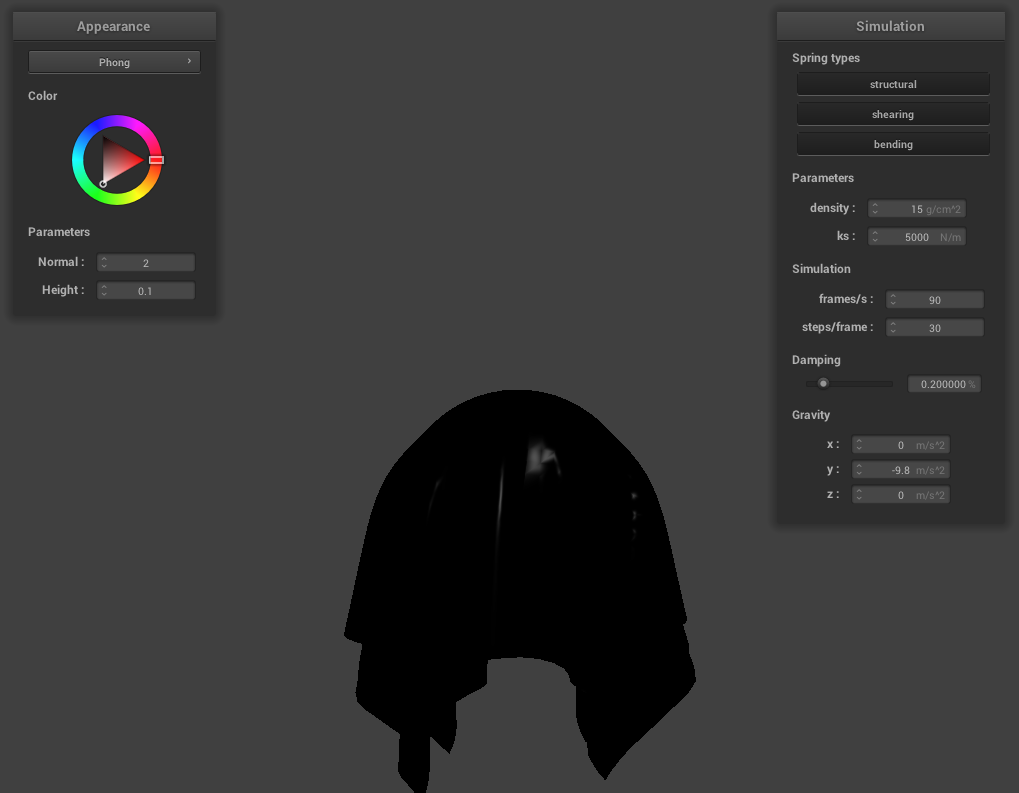 Appearance
Phong
Color
Parameters
Normal : 2
Height : 0.1
Simulation
Spring types
structural
shearing
bending
Parameters
density : 15 g/cm^2
ks : 5000 N/m
Simulation
frames/s : 90
steps/frame : 30
Damping
0.200000 %
Gravity
x : 0 m/s^2
y : -9.8 m/s^2
z : 0 m/s^2